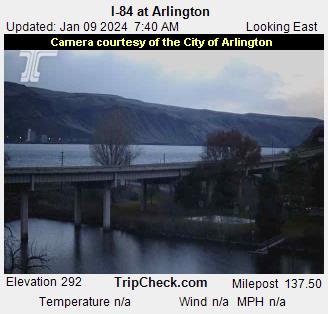 I-84 at Arlington
Updated: Jan 09 2024 7:40 AM Looking East
Camera courtesy of the City of Arlington
Elevation 292 TripCheck.com Milepost 137.50
Temperature n/a Wind n/a MPH n/a